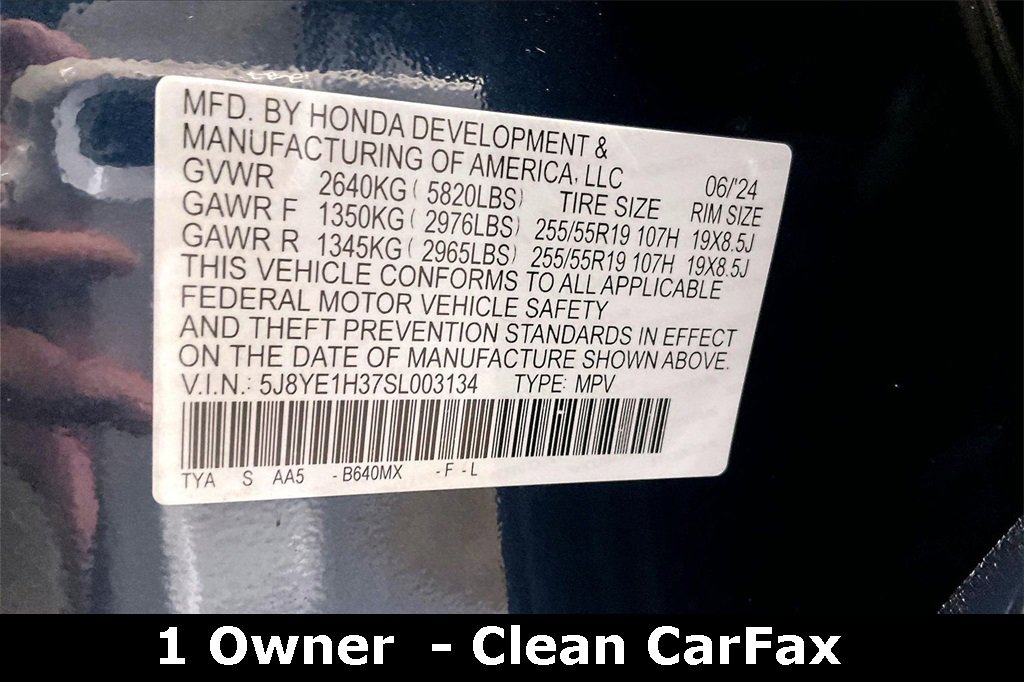 MFD. BY HONDA DEVELOPMENT &
MANUFACTURING OF AMERICA, LLC
06/'24
GVWR 2640KG ( 5820LBS) TIRE SIZE RIM SIZE
GAWR F 1350KG ( 2976LBS) 255/55R19 107H 19X8.5J
GAWR R 1345KG ( 2965LBS) 255/55R19 107H 19X8.5J
THIS VEHICLE CONFORMS TO ALL APPLICABLE
FEDERAL MOTOR VEHICLE SAFETY
AND THEFT PREVENTION STANDARDS IN EFFECT
ON THE DATE OF MANUFACTURE SHOWN ABOVE.
V.I.N.: 5J8YE1H37SL003134 TYPE: MPV
TYA S AA5 -B640MX -F -L
1 Owner - Clean CarFax